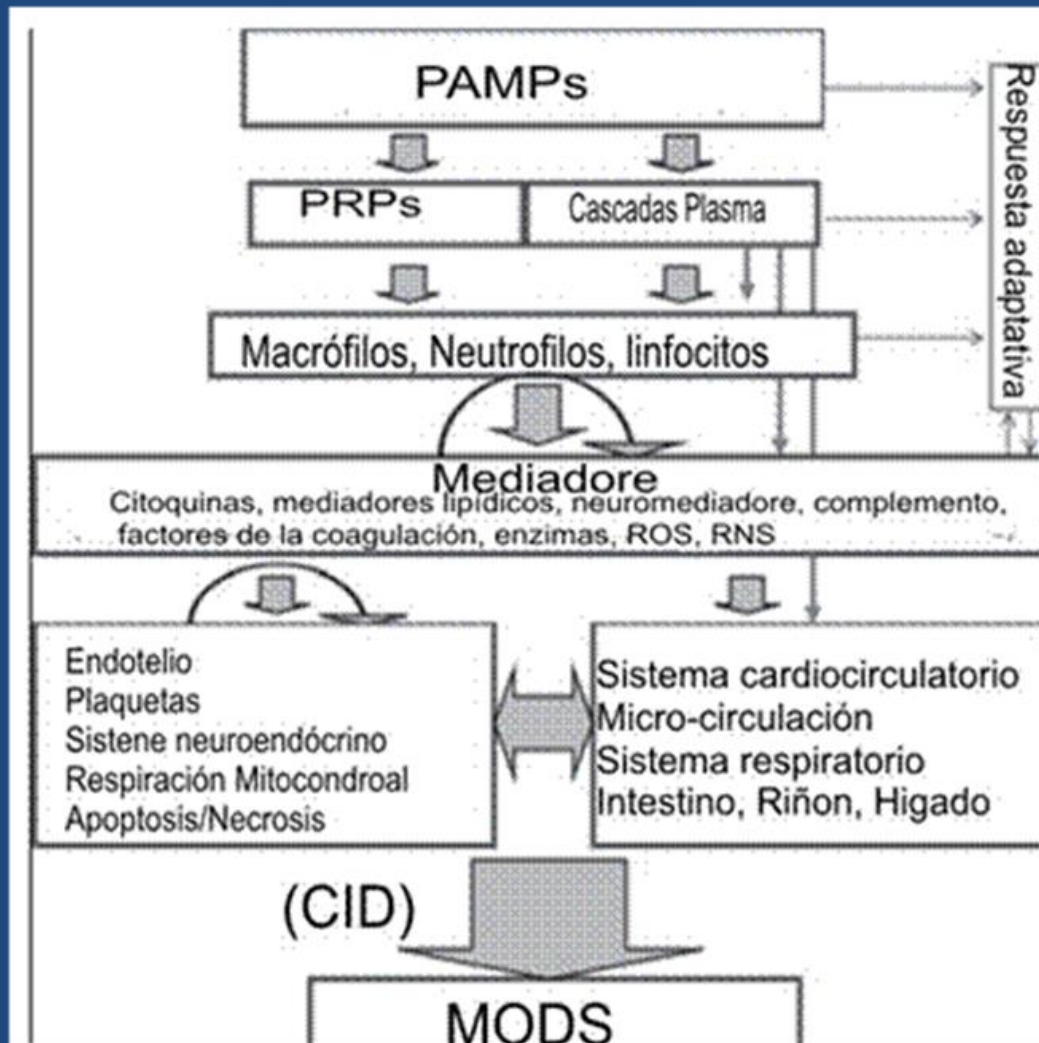 PAMPs
Respuesta adaptativa
PRPs
Cascadas Plasma
Macrófilos, Neutrofilos, linfocitos
Mediadore
Citoquinas, mediadores lipídicos, neuromediadore, complemento,
factores de la coagulación, enzimas, ROS, RNS
Endotelio
Plaquetas
Sistene neuroendócrino
Respiración Mitocondroal
Apoptosis/Necrosis
Sistema cardiocirculatorio
Micro-circulación
Sistema respiratorio
Intestino, Riñon, Higado
(CID)
MODS